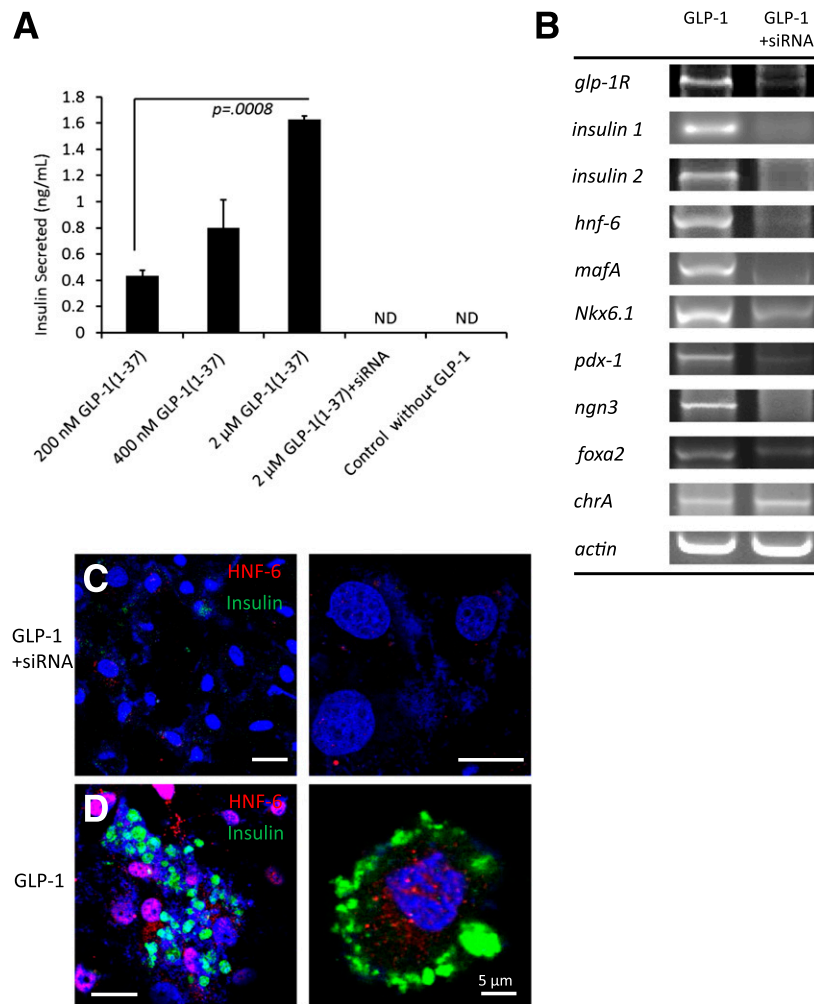 A
Insulin Secreted (ng/mL)
1.8
1.6
1.4
1.2
1
0.8
0.6
0.4
0.2
0
p=.0008
ND
ND
200 nM GLP-1(1-37)
400 nM GLP-1(1-37)
2 µM GLP-1(1-37)
2 µM GLP-1(1-37)+siRNA
Control without GLP-1
B
GLP-1
GLP-1
+siRNA
glp-1R
insulin 1
insulin 2
hnf-6
mafA
Nkx6.1
pdx-1
ngn3
foxa2
chrA
actin
C
HNF-6
Insulin
GLP-1
+siRNA
D
HNF-6
Insulin
GLP-1
5 µm